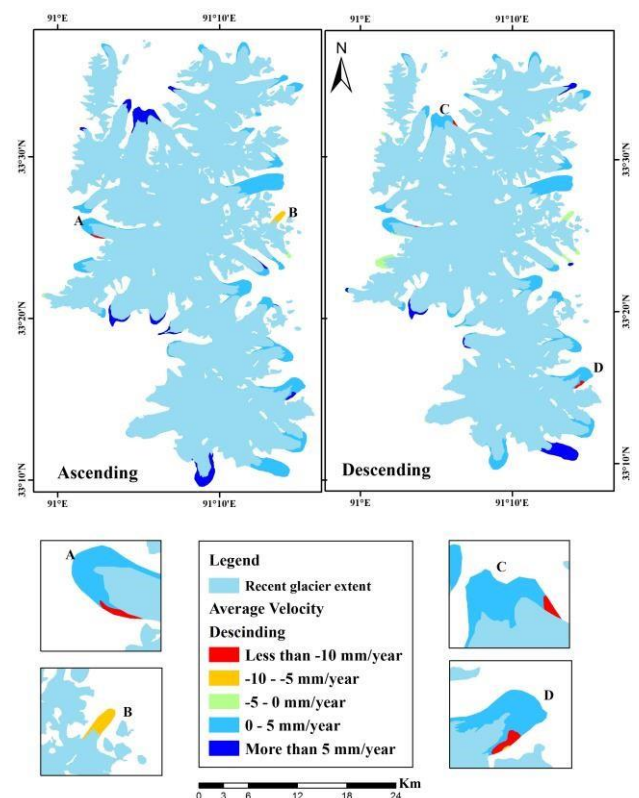 91°E
91°10'E
91°E
91°10'E
N
C
33°30'N
33°30'N
A
B
33°20'N
33°20'N
D
Ascending
Descending
33°10'N
33°10'N
91°E
91°10'E
91°E
91°10'E
A
Legend
Recent glacier extent
Average Velocity
Descinding
Less than -10 mm/year
-10 - -5 mm/year
-5 - 0 mm/year
0 - 5 mm/year
More than 5 mm/year
C
B
D
Km
0 3 6 12 18 24